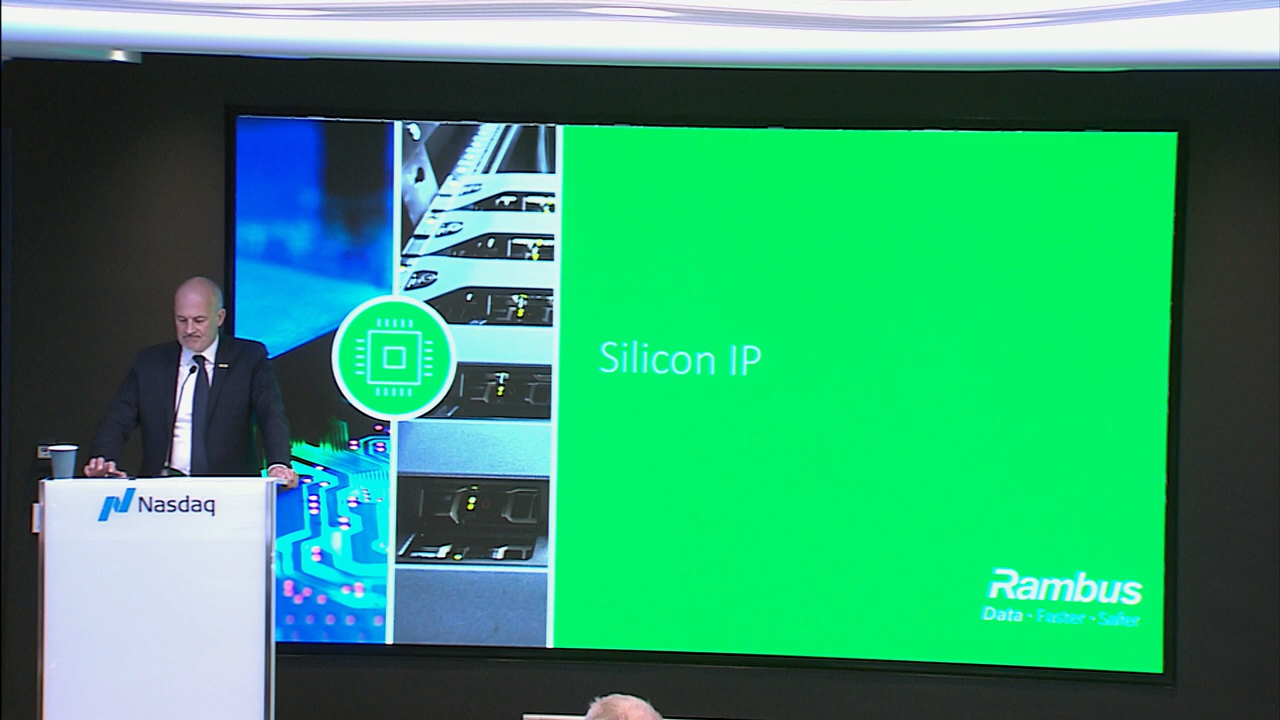 Silicon IP
Rambus
Data • Faster • Safer
Nasdaq